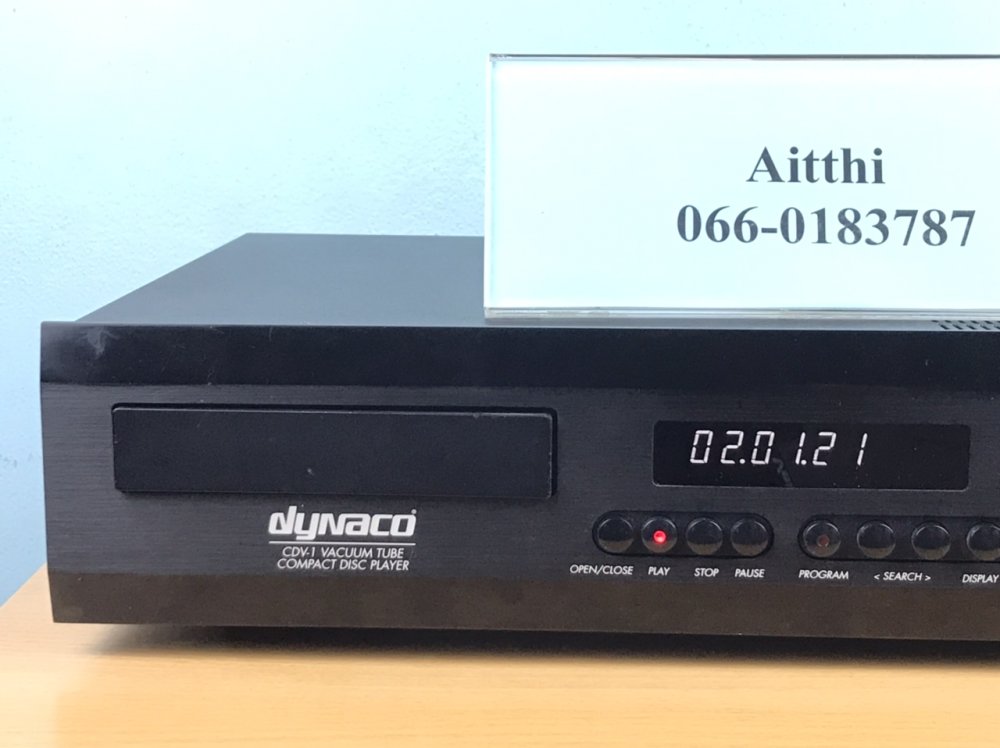 Aitthi
066-0183787
02.01.21
dynaco
CDV-1 VACUUM TUBE
COMPACT DISC PLAYER
OPEN/CLOSE PLAY STOP PAUSE PROGRAM < SEARCH > DISPLAY